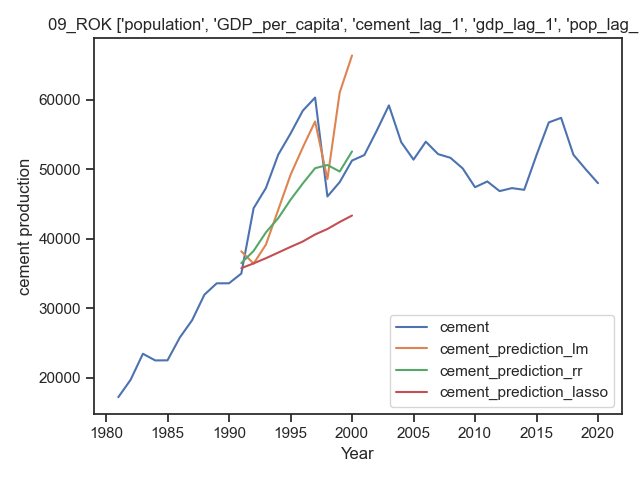 09_ROK ['population', 'GDP_per_capita', 'cement_lag_1', 'gdp_lag_1', 'pop_lag_
60000
50000
40000
30000
20000
cement production
cement
cement_prediction_lm
cement_prediction_rr
cement_prediction_lasso
1980 1985 1990 1995 2000 2005 2010 2015 2020
Year